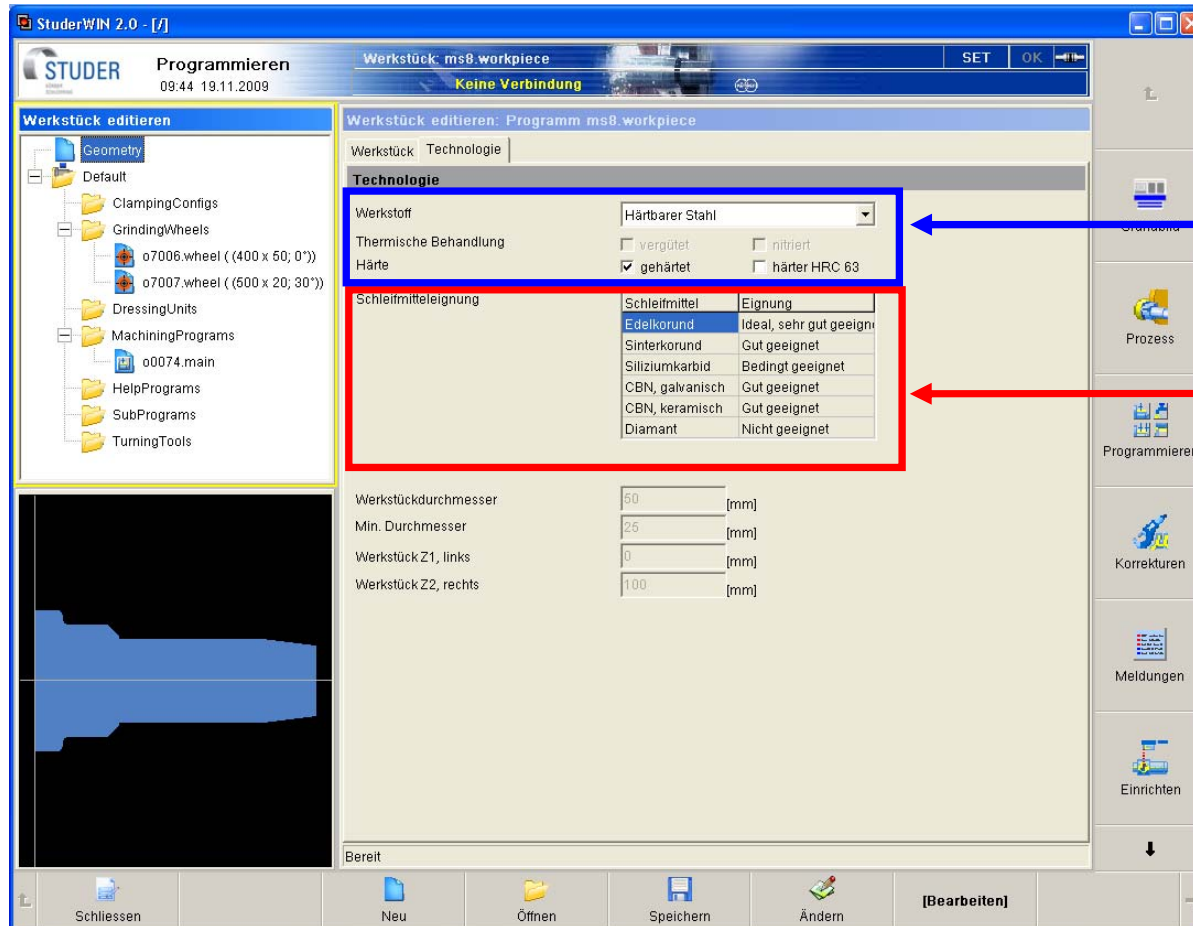 StuderWIN 2.0 - [/]
STUDER
Programmieren
09:44 19.11.2009
Werkstück: ms8.workpiece
Keine Verbindung
SET
OK
Werkstück editieren
Geometry
Default
ClampingConfigs
GrindingWheels
o7006.wheel ( (400 x 50; 0°))
o7007.wheel ( (500 x 20; 30°))
DressingUnits
MachiningPrograms
o0074.main
HelpPrograms
SubPrograms
TurningTools
Werkstück editieren: Programm ms8.workpiece
Werkstück Technologie
Technologie
Werkstoff Härtbarer Stahl
Thermische Behandlung vergütet nitriert
Härte gehärtet härter HRC 63
Schleifmitteleignung
Schleifmittel Eignung
Edelkorund Ideal, sehr gut geeign
Sinterkorund Gut geeignet
Siliziumkarbid Bedingt geeignet
CBN, galvanisch Gut geeignet
CBN, keramisch Gut geeignet
Diamant Nicht geeignet
Werkstückdurchmesser 50 [mm]
Min. Durchmesser 25 [mm]
Werkstück Z1, links 0 [mm]
Werkstück Z2, rechts 100 [mm]
Bereit
Grundbild
Prozess
Programmieren
Korrekturen
Meldungen
Einrichten
Schliessen
Neu
Öffnen
Speichern
Ändern
[Bearbeiten]